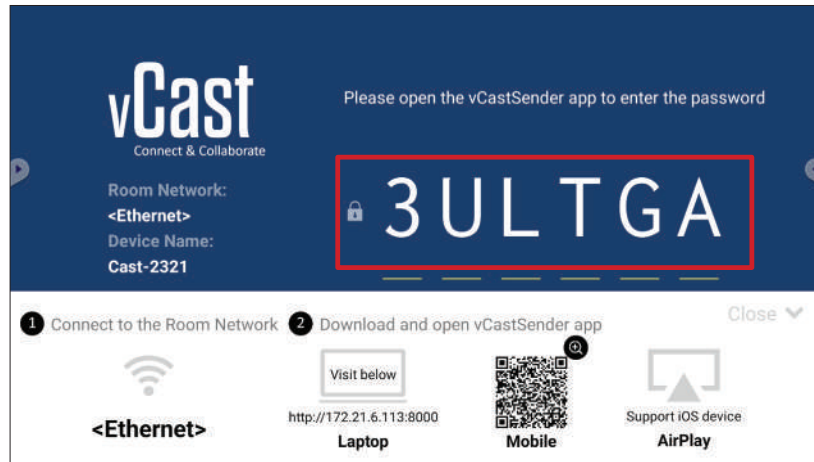 vCast
Connect & Collaborate
Please open the vCastSender app to enter the password
Room Network:
<Ethernet>
Device Name:
Cast-2321
3ULTGA
1 Connect to the Room Network
2 Download and open vCastSender app
Close
<Ethernet>
Visit below
http://172.21.6.113:8000
Laptop
Mobile
Support iOS device
AirPlay